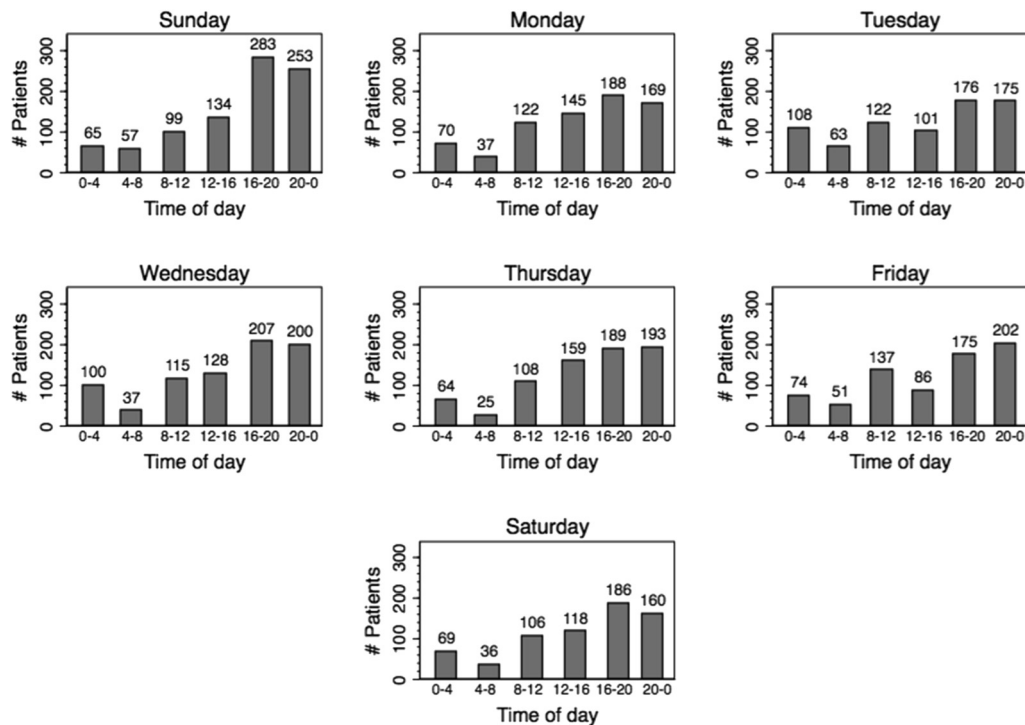 Sunday
# Patients
0 100 200 300
65 57 99 134 283 253
0-4 4-8 8-12 12-16 16-20 20-0
Time of day
Monday
# Patients
0 100 200 300
70 37 122 145 188 169
0-4 4-8 8-12 12-16 16-20 20-0
Time of day
Tuesday
# Patients
0 100 200 300
108 63 122 101 176 175
0-4 4-8 8-12 12-16 16-20 20-0
Time of day
Wednesday
# Patients
0 100 200 300
100 37 115 128 207 200
0-4 4-8 8-12 12-16 16-20 20-0
Time of day
Thursday
# Patients
0 100 200 300
64 25 108 159 189 193
0-4 4-8 8-12 12-16 16-20 20-0
Time of day
Friday
# Patients
0 100 200 300
74 51 137 86 175 202
0-4 4-8 8-12 12-16 16-20 20-0
Time of day
Saturday
# Patients
0 100 200 300
69 36 106 118 186 160
0-4 4-8 8-12 12-16 16-20 20-0
Time of day